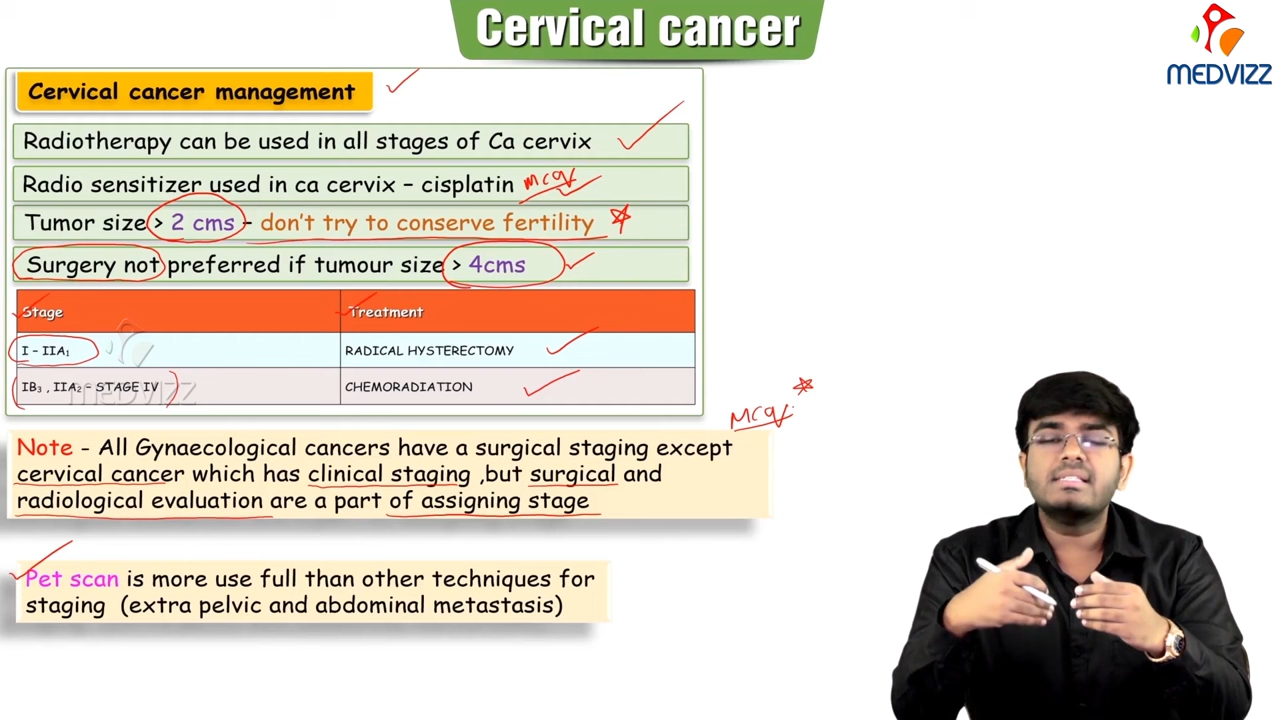 Cervical cancer
MEDVIZZ
Cervical cancer management
Radiotherapy can be used in all stages of Ca cervix
Radio sensitizer used in ca cervix – cisplatin mcq
Tumor size > 2 cms – don't try to conserve fertility
Surgery not preferred if tumour size > 4cms
Stage Treatment
I – IIA₁ RADICAL HYSTERECTOMY
IB₃ , IIA₂ – STAGE IV CHEMORADIATION
MEDVIZZ
mcq
Note - All Gynaecological cancers have a surgical staging except
cervical cancer which has clinical staging ,but surgical and
radiological evaluation are a part of assigning stage
Pet scan is more use full than other techniques for
staging (extra pelvic and abdominal metastasis)